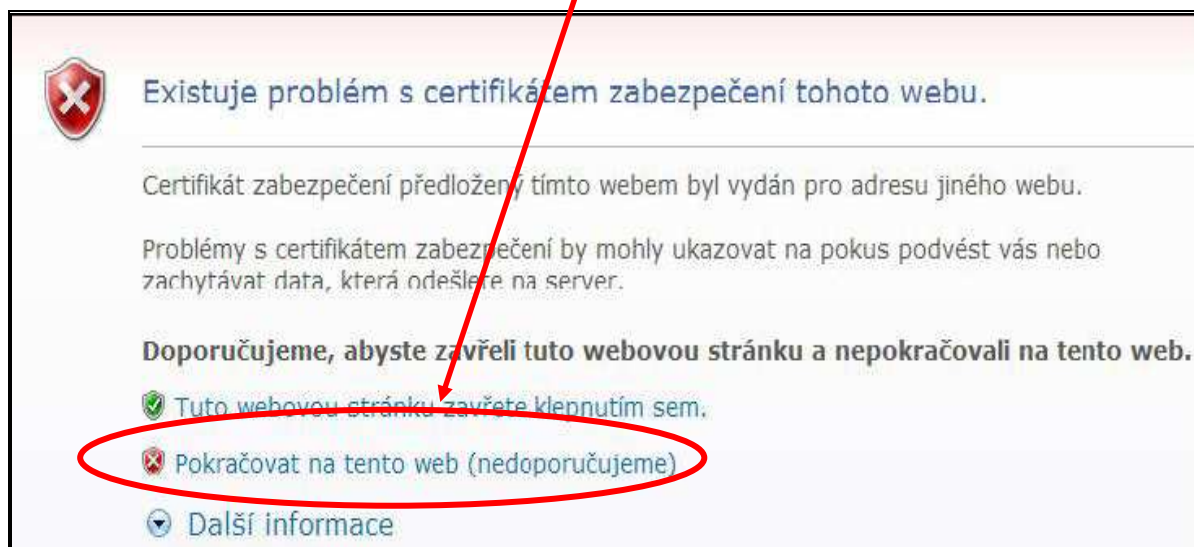 Existuje problém s certifikátem zabezpečení tohoto webu.
Certifikát zabezpečení předložený tímto webem byl vydán pro adresu jiného webu.
Problémy s certifikátem zabezpečení by mohly ukazovat na pokus podvést vás nebo
zachytávat data, která odešlete na server.
Doporučujeme, abyste zavřeli tuto webovou stránku a nepokračovali na tento web.
Tuto webovou stránku zavřete klepnutím sem.
Pokračovat na tento web (nedoporučujeme)
Další informace